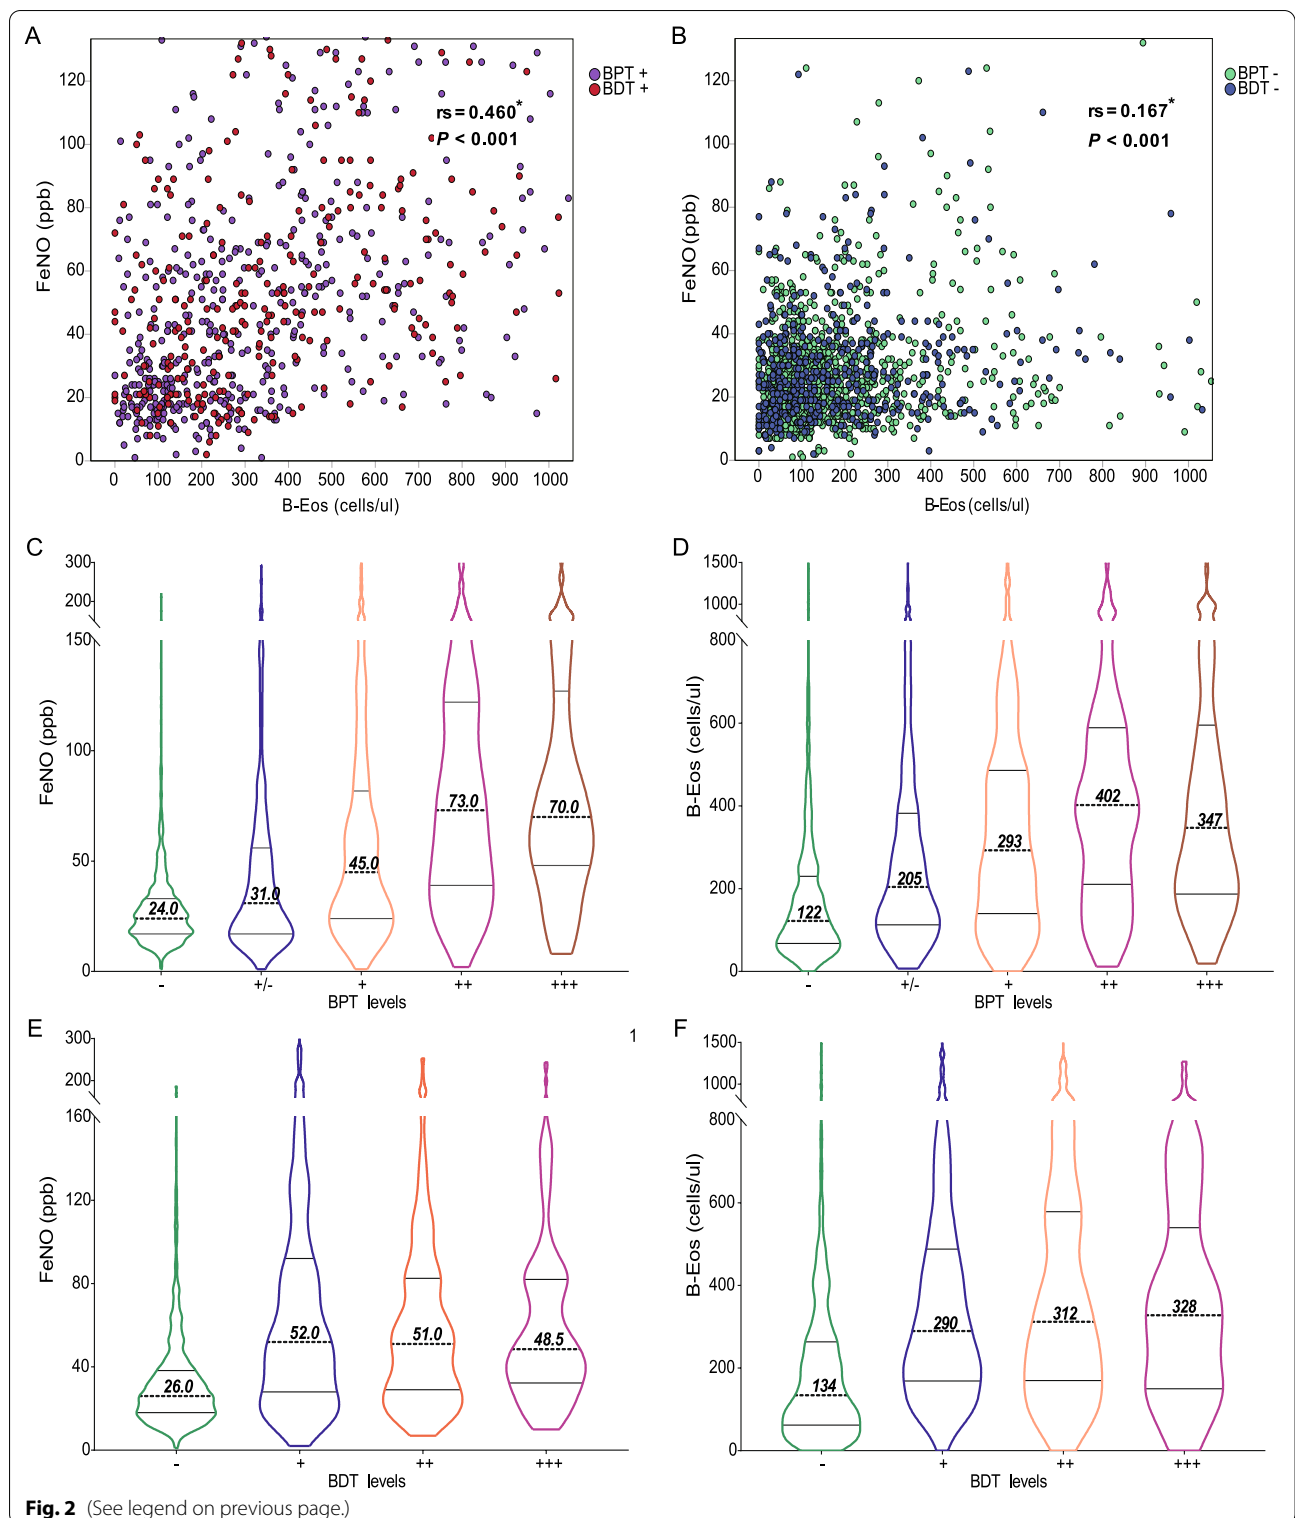 A
FeNO (ppb)
120
100
80
60
40
20
0
0 100 200 300 400 500 600 700 800 900 1000
B-Eos (cells/ul)
rs = 0.460*
P < 0.001
BPT +
BDT +
B
FeNO (ppb)
120
100
80
60
40
20
0
0 100 200 300 400 500 600 700 800 900 1000
B-Eos (cells/ul)
rs = 0.167*
P < 0.001
BPT -
BDT -
C
FeNO (ppb)
300
200
150
100
50
0
24.0
31.0
45.0
73.0
70.0
- +/- + ++ +++
BPT levels
D
B-Eos (cells/ul)
1500
1000
800
600
400
200
0
122
205
293
402
347
- +/- + ++ +++
BPT levels
E
FeNO (ppb)
300
200
160
120
80
40
0
26.0
52.0
51.0
48.5
- + ++ +++
BDT levels
1
F
B-Eos (cells/ul)
1500
1000
800
600
400
200
0
134
290
312
328
- + ++ +++
BDT levels
Fig. 2 (See legend on previous page.)